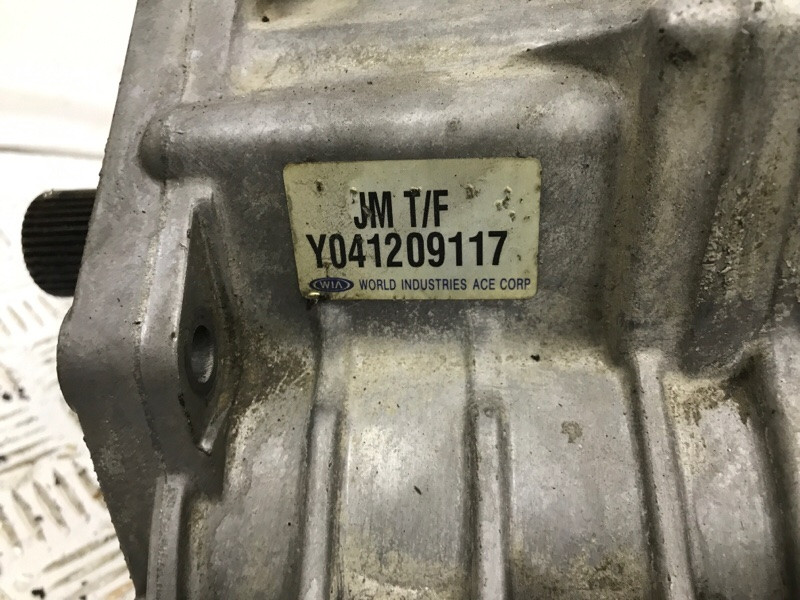 JM T/F
Y041209117
WIA WORLD INDUSTRIES ACE CORP